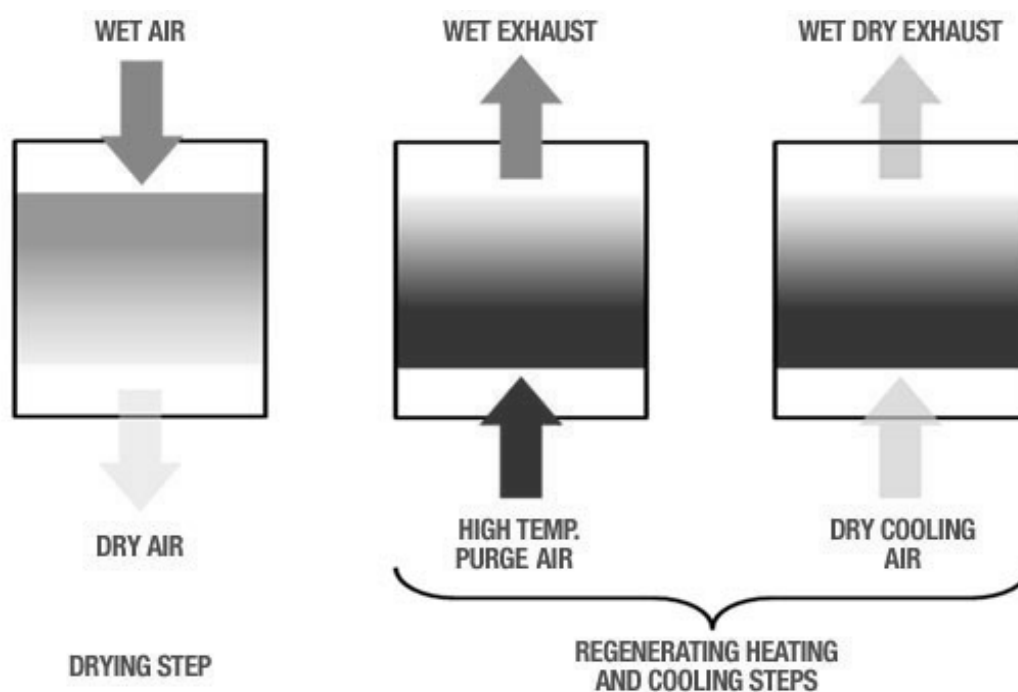 WET AIR
WET EXHAUST
WET DRY EXHAUST
DRY AIR
HIGH TEMP.
PURGE AIR
DRY COOLING
AIR
DRYING STEP
REGENERATING HEATING
AND COOLING STEPS